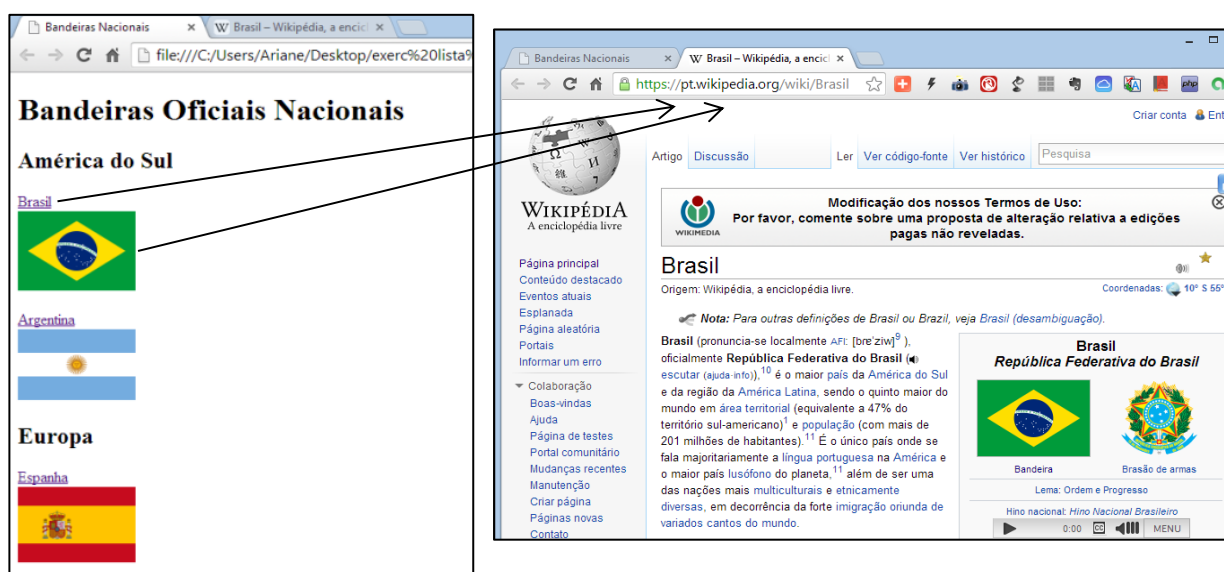 Bandeiras Nacionais
Brasil – Wikipédia, a encicl
file:///C:/Users/Ariane/Desktop/exerc%20lista%
Bandeiras Oficiais Nacionais
América do Sul
Brasil
Argentina
Europa
Espanha
Bandeiras Nacionais
Brasil – Wikipédia, a encicl
https://pt.wikipedia.org/wiki/Brasil
php
Criar conta
Artigo Discussão Ler Ver código-fonte Ver histórico Pesquisa
WIKIPÉDIA
A enciclopédia livre
Página principal
Conteúdo destacado
Eventos atuais
Esplanada
Página aleatória
Portais
Informar um erro
Colaboração
Boas-vindas
Ajuda
Página de testes
Portal comunitário
Mudanças recentes
Manutenção
Criar página
Páginas novas
Contato
WIKIMEDIA
Modificação dos nossos Termos de Uso:
Por favor, comente sobre uma proposta de alteração relativa a edições
pagas não reveladas.
Brasil
Origem: Wikipédia, a enciclopédia livre.
Coordenadas: 10° S 55°
Nota: Para outras definições de Brasil ou Brazil, veja Brasil (desambiguação).
Brasil (pronuncia-se localmente AFI: [bɾeˈziw]9 ),
oficialmente República Federativa do Brasil (
escutar (ajuda·info)),10 é o maior país da América do Sul
e da região da América Latina, sendo o quinto maior do
mundo em área territorial (equivalente a 47% do
território sul-americano)1 e população (com mais de
201 milhões de habitantes).11 É o único país onde se
fala majoritariamente a língua portuguesa na América e
o maior país lusófono do planeta,11 além de ser uma
das nações mais multiculturais e etnicamente
diversas, em decorrência da forte imigração oriunda de
variados cantos do mundo.
Brasil
República Federativa do Brasil
Bandeira Brasão de armas
Lema: Ordem e Progresso
Hino nacional: Hino Nacional Brasileiro
0:00 CC MENU